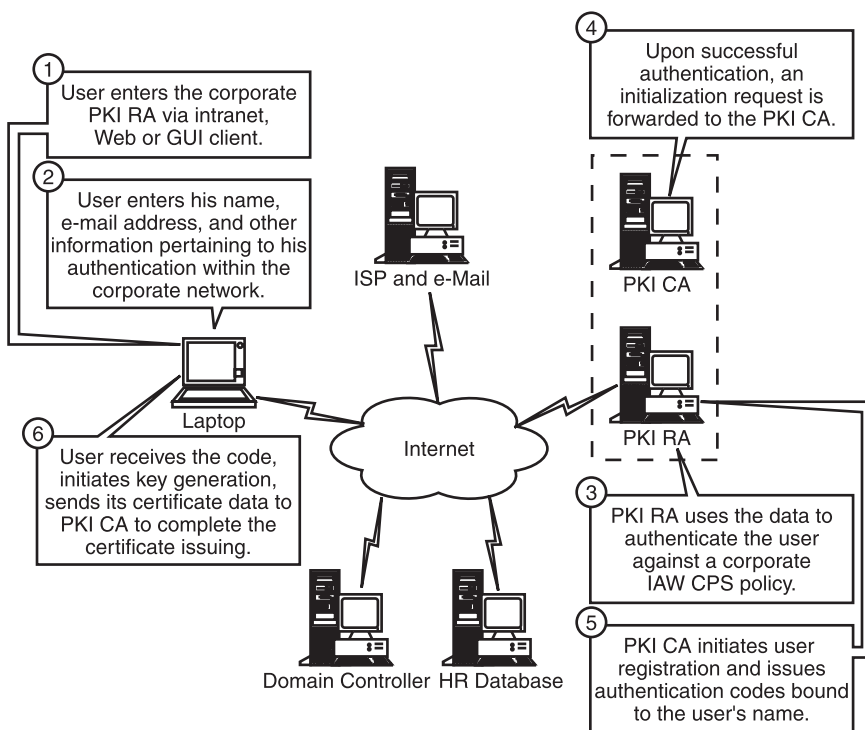 1
User enters the corporate
PKI RA via intranet,
Web or GUI client.
2
User enters his name,
e-mail address, and other
information pertaining to his
authentication within the
corporate network.
4
Upon successful
authentication, an
initialization request is
forwarded to the PKI CA.
ISP and e-Mail
PKI CA
Laptop
Internet
PKI RA
6
User receives the code,
initiates key generation,
sends its certificate data to
PKI CA to complete the
certificate issuing.
3
PKI RA uses the data to
authenticate the user
against a corporate
IAW CPS policy.
Domain Controller
HR Database
5
PKI CA initiates user
registration and issues
authentication codes bound
to the user's name.